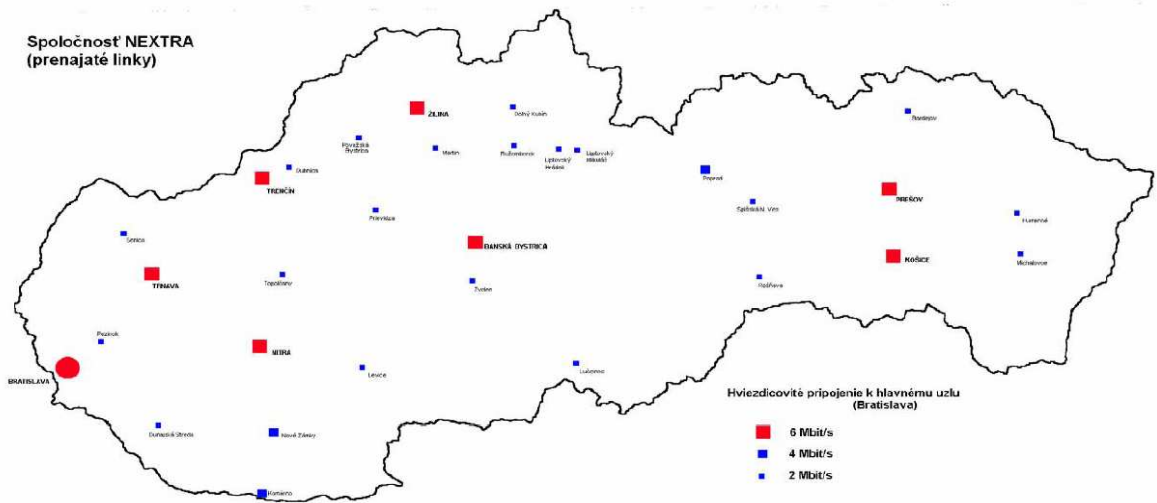 Spoločnosť NEXTRA
(prenajaté linky)
ŽILINA
Dolný Kubín
Bardejov
Považská
Bystrica
Martin
Ružomberok
Liptovský
Hrádok
Liptovský
Mikuláš
Dubnica
Poprad
TRENČÍN
PREŠOV
Prievidza
Spišská N. Ves
Humenné
Senica
BANSKÁ BYSTRICA
KOŠICE
Michalovce
TRNAVA
Topoľčany
Zvolen
Rožňava
Pezinok
NITRA
BRATISLAVA
Levice
Lučenec
Hviezdicovité pripojenie k hlavnému uzlu
(Bratislava)
Dunajská Streda
Nové Zámky
6 Mbit/s
4 Mbit/s
2 Mbit/s
Komárno